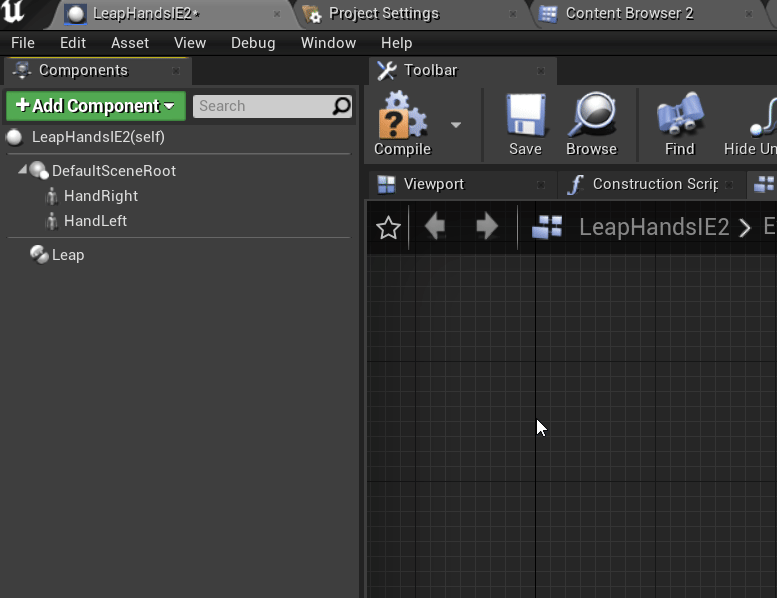 LeapHandsIE2*
Project Settings
Content Browser 2
File Edit Asset View Debug Window Help
Components
Toolbar
+Add Component
Search
Compile
Save
Browse
Find
Hide Un
LeapHandsIE2(self)
DefaultSceneRoot
HandRight
HandLeft
Leap
Viewport
Construction Scrip
LeapHandsIE2 > E